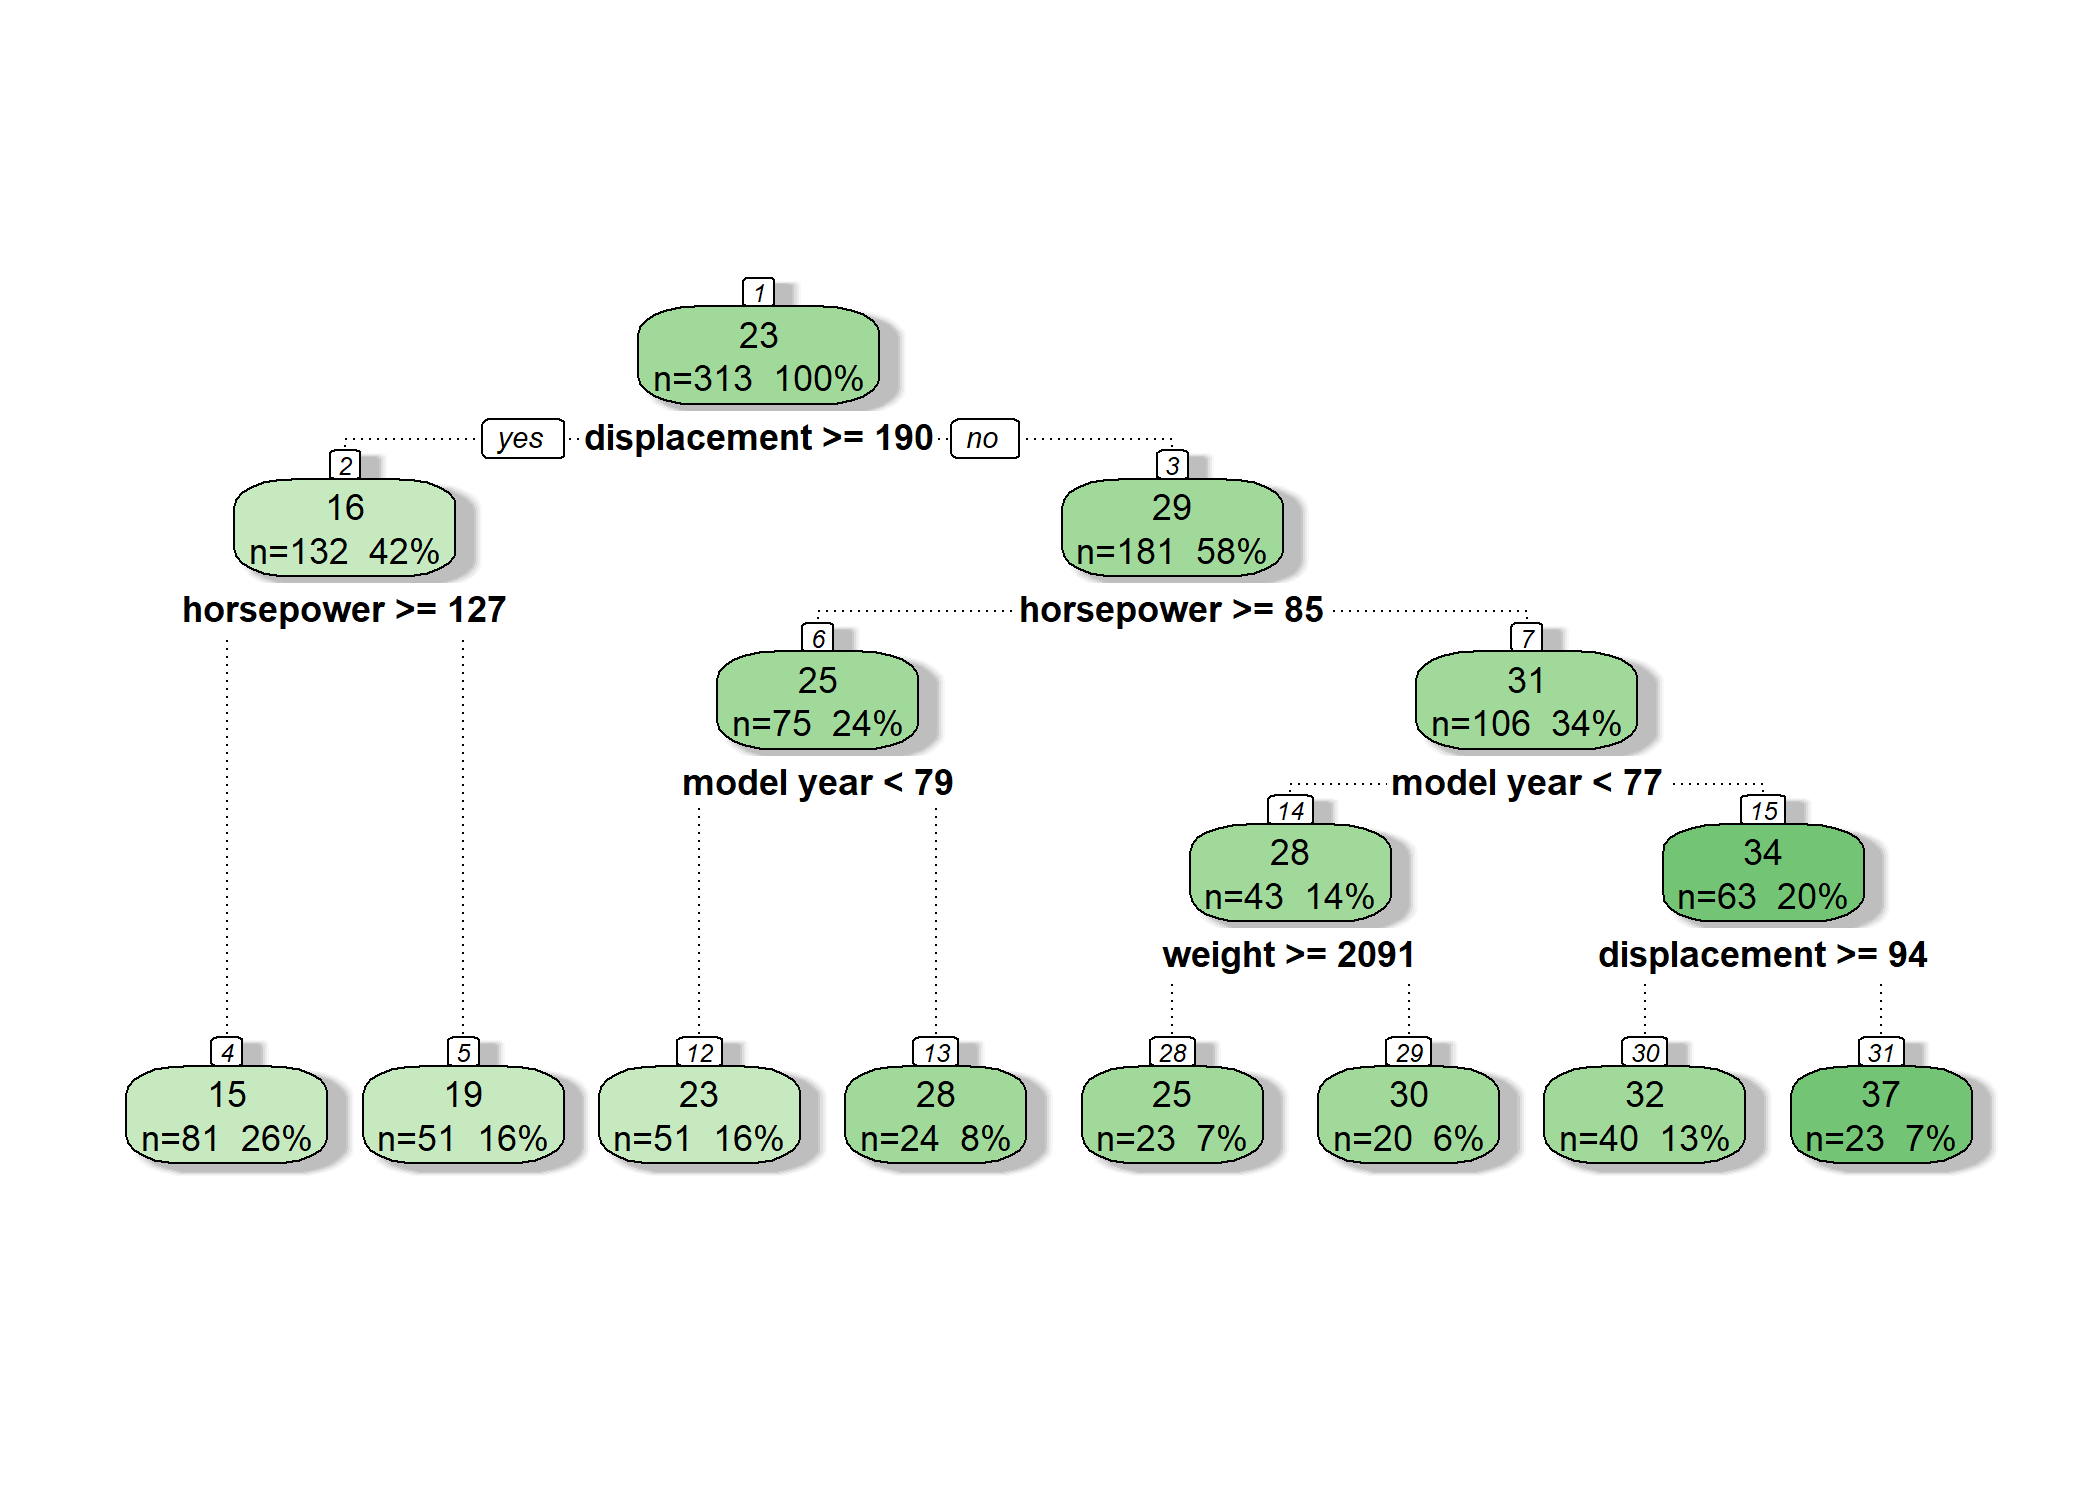 1
23
n=313 100%
yes displacement >= 190 no
2
3
16
29
n=132 42%
n=181 58%
horsepower >= 127
horsepower >= 85
6
7
25
31
n=75 24%
n=106 34%
model year < 79
model year < 77
14
15
28
34
n=43 14%
n=63 20%
weight >= 2091
displacement >= 94
4
5
12
13
28
29
30
31
15
19
23
28
25
30
32
37
n=81 26%
n=51 16%
n=51 16%
n=24 8%
n=23 7%
n=20 6%
n=40 13%
n=23 7%